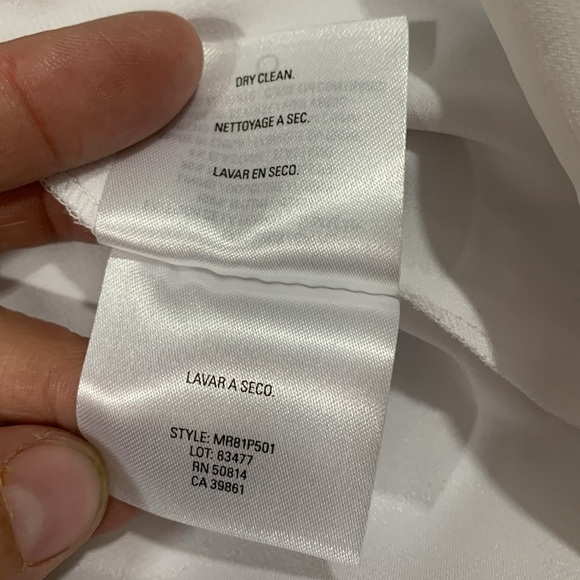 DRY CLEAN.
NETTOYAGE A SEC.
LAVAR EN SECO.
LAVAR A SECO.
STYLE: MR81P501
LOT: 83477
RN 50814
CA 39861